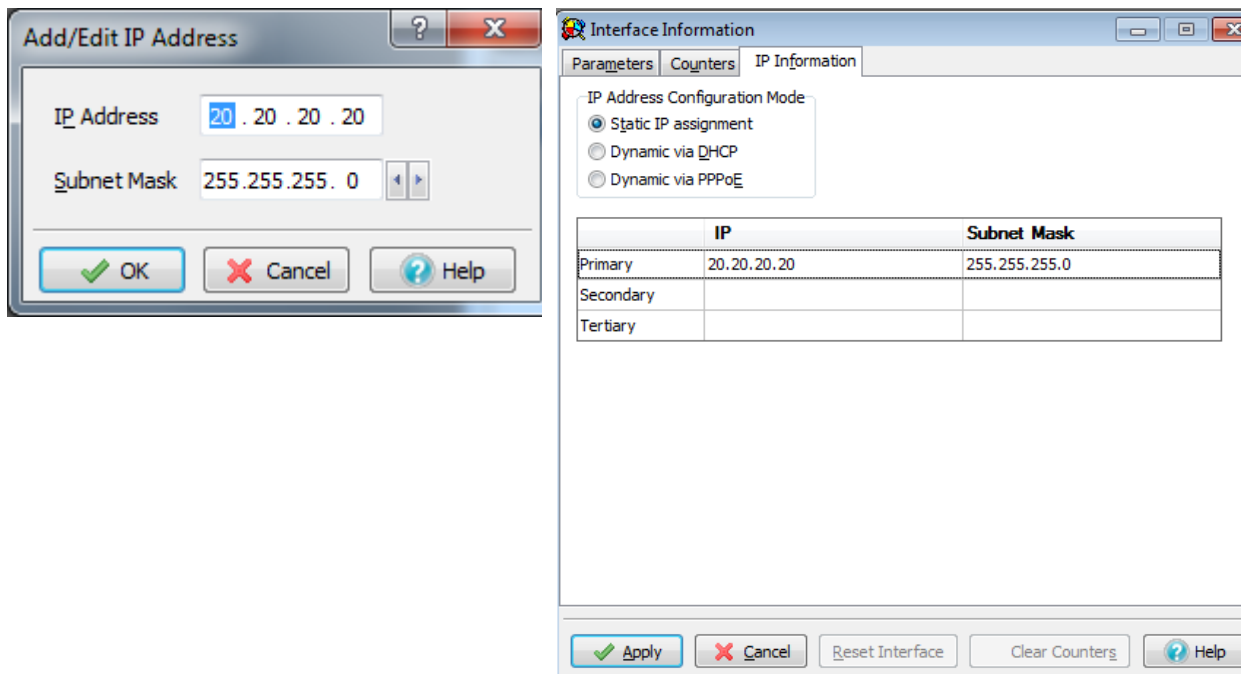 Add/Edit IP Address
IP Address 20 . 20 . 20 . 20
Subnet Mask 255.255.255. 0
OK Cancel Help
Interface Information
Parameters Counters IP Information
IP Address Configuration Mode
Static IP assignment
Dynamic via DHCP
Dynamic via PPPoE
IP Subnet Mask
Primary 20.20.20.20 255.255.255.0
Secondary
Tertiary
Apply Cancel Reset Interface Clear Counters Help